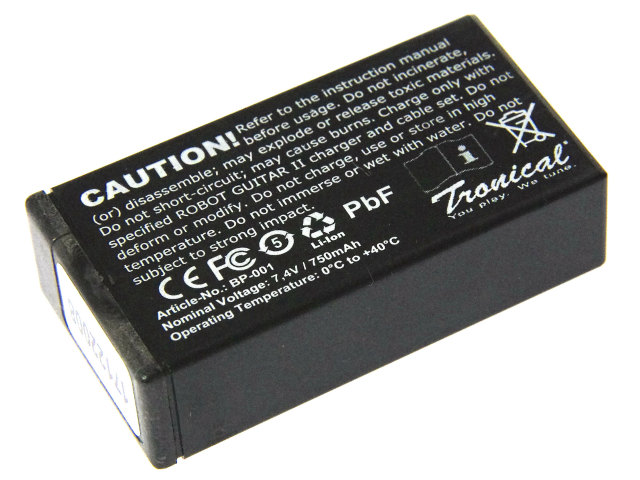 CAUTION! Refer to the instruction manual
before usage. Do not incinerate,
(or) disassemble; may explode or release toxic materials.
Do not short-circuit; may cause burns. Charge only with
specified ROBOT GUITAR II charger and cable set. Do not
deform or modify. Do not charge, use or store in high
temperature. Do not immerse or wet with water. Do not
subject to strong impact.
CE FC 5 Li-Ion PbF
Tronical
You play. We tune.
Article-No.: BP-001
Nominal Voltage: 7,4V / 750mAh
Operating Temperature: 0°C to +40°C